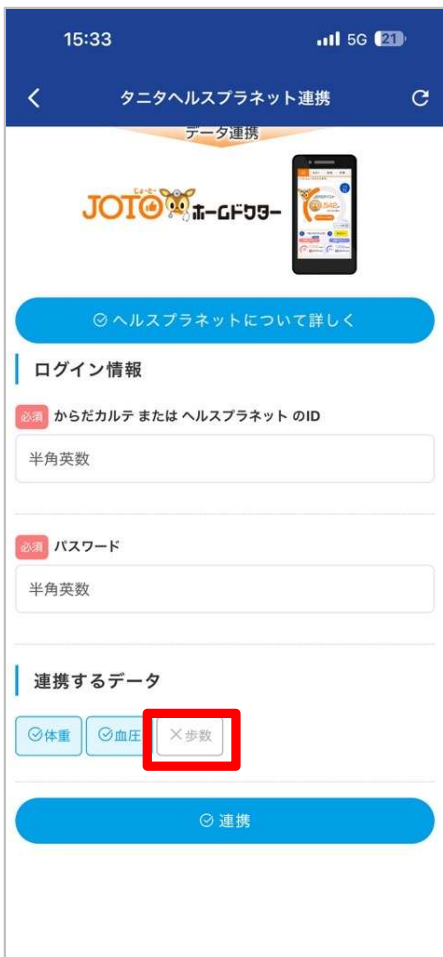 15:33
5G 21
タニタヘルスプラネット連携
データ連携
じょーとー
JOTO ホームドクター
ヘルスプラネットについて詳しく
ログイン情報
必須 からだカルテ または ヘルスプラネット のID
半角英数
必須 パスワード
半角英数
連携するデータ
体重 血圧 歩数
連携